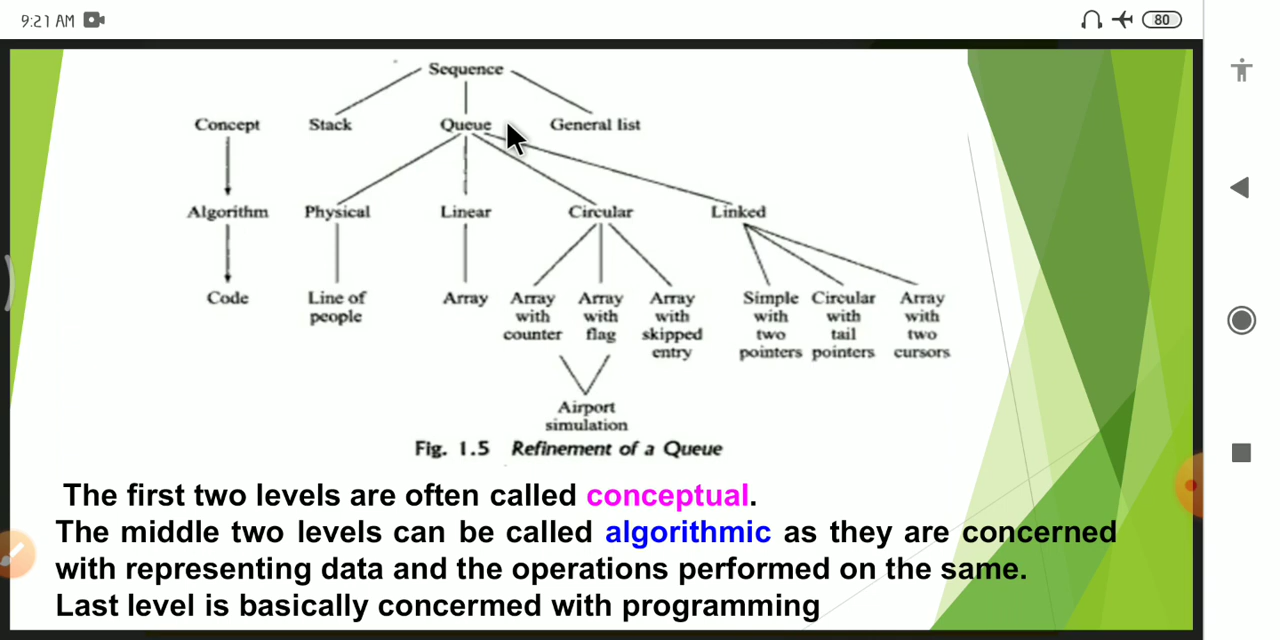 9:21 AM
80
Sequence
Concept Stack Queue General list
Algorithm Physical Linear Circular Linked
Code Line of people Array Array with counter Array with flag Array with skipped entry Simple with two pointers Circular with tail pointers Array with two cursors
Airport
simulation
Fig. 1.5 Refinement of a Queue
The first two levels are often called conceptual.
The middle two levels can be called algorithmic as they are concerned
with representing data and the operations performed on the same.
Last level is basically concermed with programming